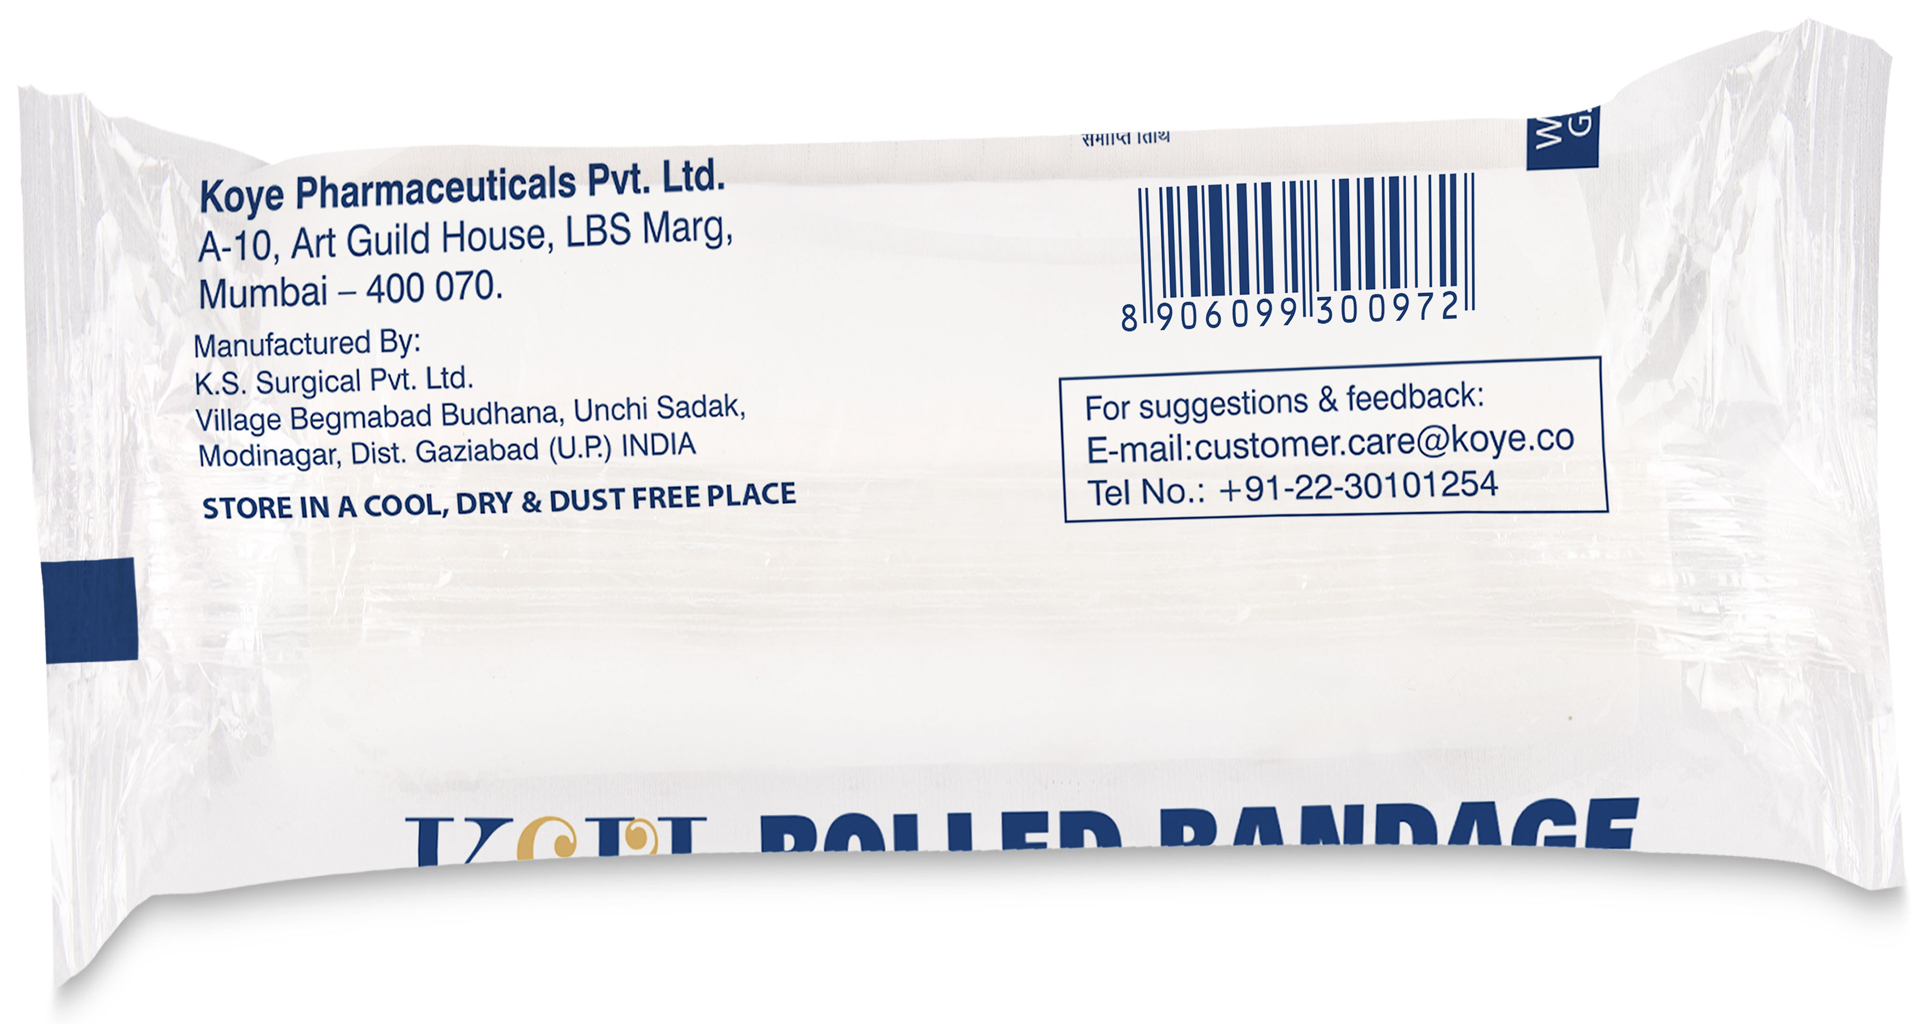 समाप्ति तिथि
Koye Pharmaceuticals Pvt. Ltd.
A-10, Art Guild House, LBS Marg,
Mumbai – 400 070.
Manufactured By:
K.S. Surgical Pvt. Ltd.
Village Begmabad Budhana, Unchi Sadak,
Modinagar, Dist. Gaziabad (U.P.) INDIA
STORE IN A COOL, DRY & DUST FREE PLACE
8 906099 300972
For suggestions & feedback:
E-mail:customer.care@koye.co
Tel No.: +91-22-30101254
ROLLED BANDAGE